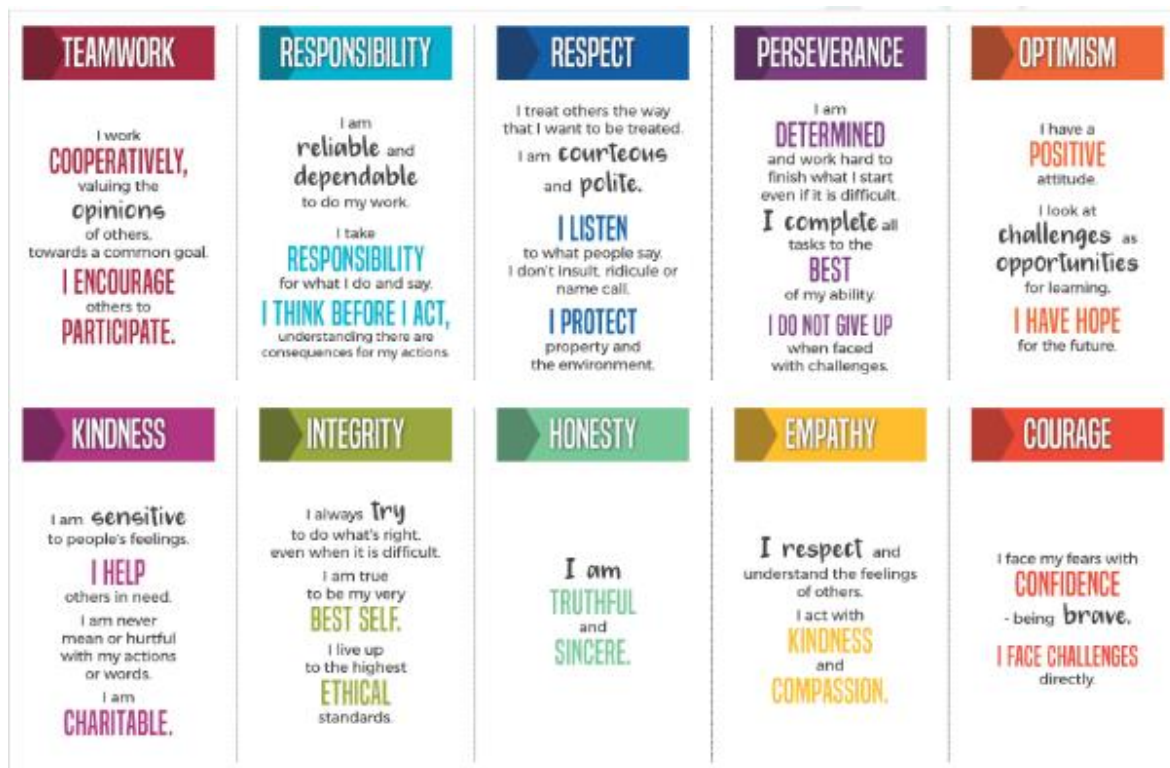 TEAMWORK
I work
COOPERATIVELY,
valuing the
opinions
of others,
towards a common goal.
I ENCOURAGE
others to
PARTICIPATE.
RESPONSIBILITY
I am
reliable and
dependable
to do my work.
I take
RESPONSIBILITY
for what I do and say.
I THINK BEFORE I ACT,
understanding there are
consequences for my actions
RESPECT
I treat others the way
that I want to be treated.
I am courteous
and polite.
I LISTEN
to what people say.
I don't insult, ridicule or
name call.
I PROTECT
property and
the environment.
PERSEVERANCE
I am
DETERMINED
and work hard to
finish what I start
even if it is difficult.
I complete all
tasks to the
BEST
of my ability.
I DO NOT GIVE UP
when faced
with challenges.
OPTIMISM
I have a
POSITIVE
attitude.
I look at
challenges as
opportunities
for learning.
I HAVE HOPE
for the future.
KINDNESS
I am sensitive
to people's feelings.
I HELP
others in need.
I am never
mean or hurtful
with my actions
or words.
I am
CHARITABLE.
INTEGRITY
I always try
to do what's right,
even when it is difficult.
I am true
to be my very
BEST SELF.
I live up
to the highest
ETHICAL
standards.
HONESTY
I am
TRUTHFUL
and
SINCERE.
EMPATHY
I respect and
understand the feelings
of others.
I act with
KINDNESS
and
COMPASSION.
COURAGE
I face my fears with
CONFIDENCE
- being brave.
I FACE CHALLENGES
directly.